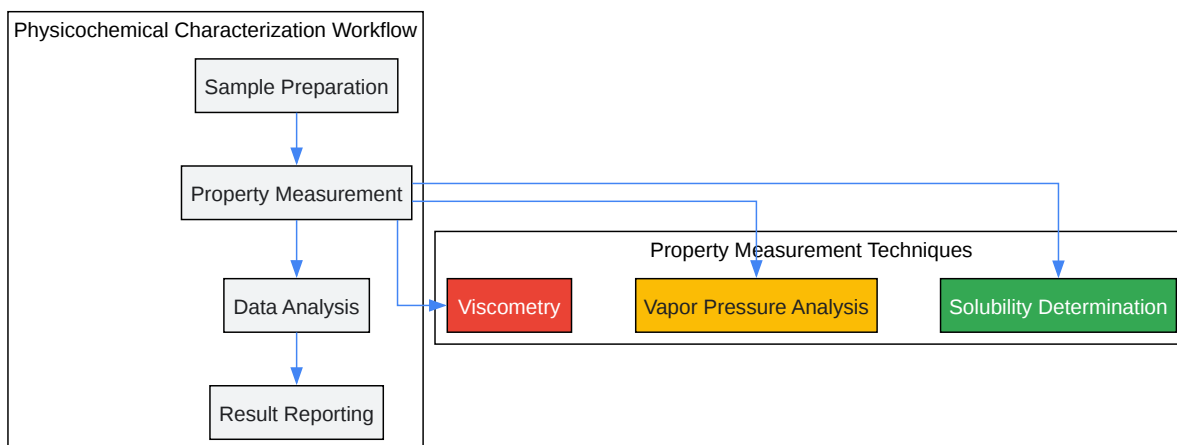 Physicochemical Characterization Workflow
Sample Preparation
Property Measurement
Data Analysis
Result Reporting
Property Measurement Techniques
Viscometry
Vapor Pressure Analysis
Solubility Determination